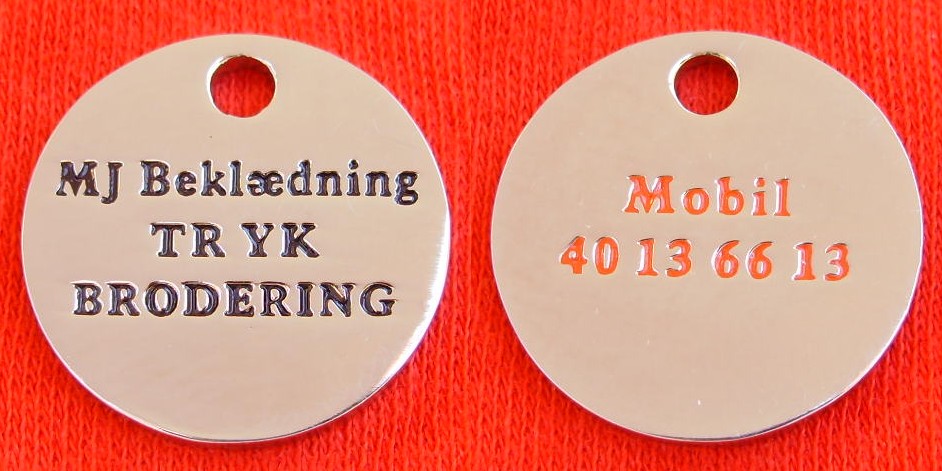 MJ Beklædning
TR YK
BRODERING
Mobil
40 13 66 13